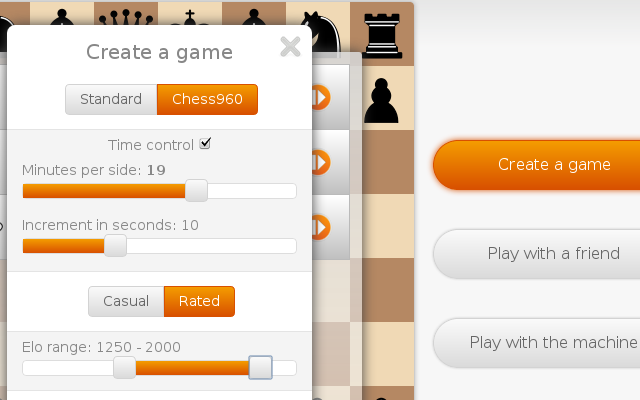 Create a game
Standard Chess960
Time control
Minutes per side: 19
Increment in seconds: 10
Casual Rated
Elo range: 1250 - 2000
Create a game
Play with a friend
Play with the machine